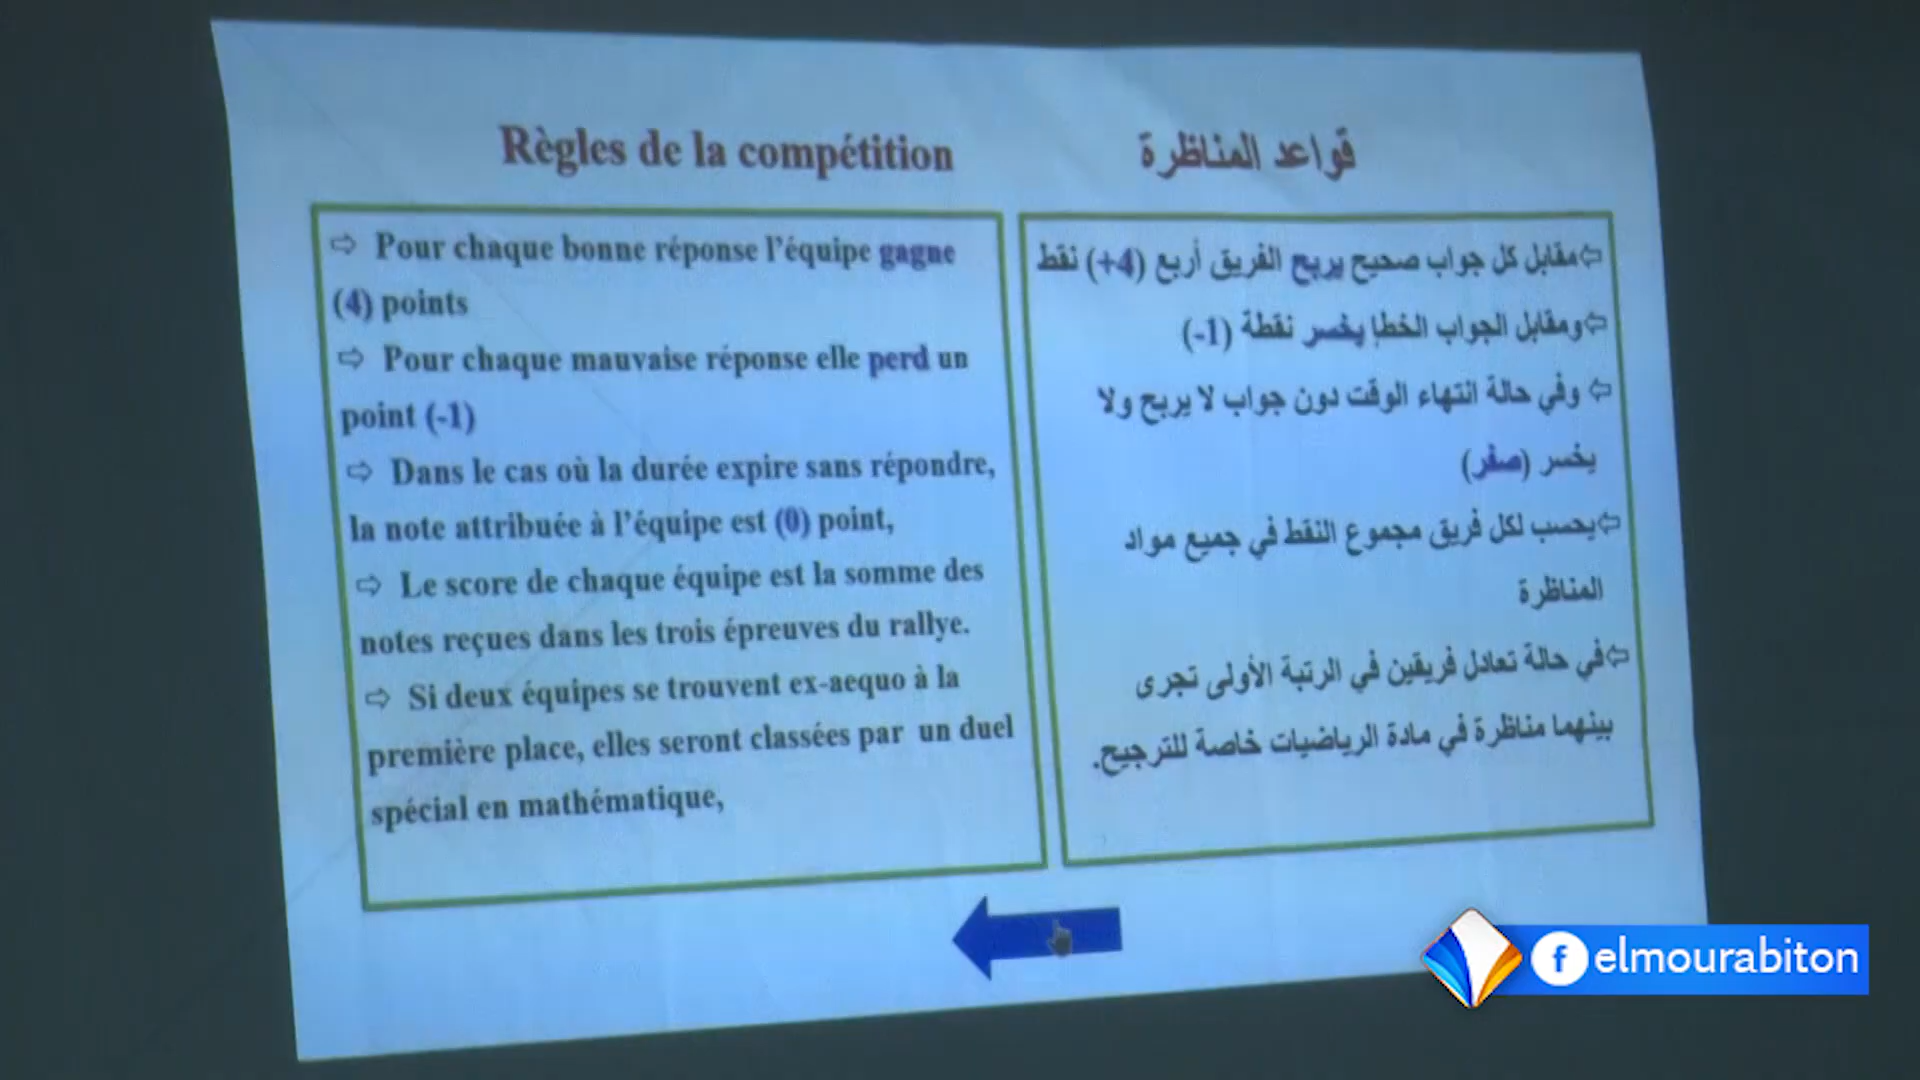 Règles de la compétition
⇨ Pour chaque bonne réponse l'équipe gagne
(4) points
⇨ Pour chaque mauvaise réponse elle perd un
point (-1)
⇨ Dans le cas où la durée expire sans répondre,
la note attribuée à l'équipe est (0) point,
⇨ Le score de chaque équipe est la somme des
notes reçues dans les trois épreuves du rallye.
⇨ Si deux équipes se trouvent ex-aequo à la
première place, elles seront classées par un duel
spécial en mathématique,
قواعد المناظرة
⇦مقابل كل جواب صحيح يربح الفريق أربع (+4) نقط
⇦ومقابل الجواب الخطإ يخسر نقطة (-1)
⇦ وفي حالة انتهاء الوقت دون جواب لا يربح ولا
يخسر (صفر)
⇦يحسب لكل فريق مجموع النقط في جميع مواد
المناظرة
⇦في حالة تعادل فريقين في الرتبة الأولى تجرى
بينهما مناظرة في مادة الرياضيات خاصة للترجيح.
f elmourabiton